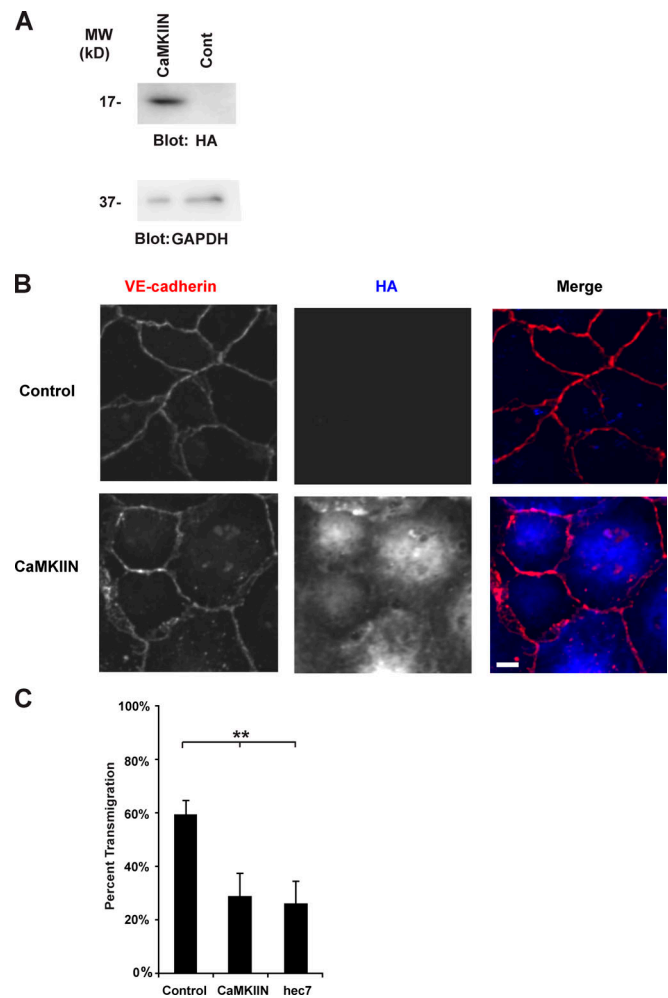 A
MW
(kD)
CaMKIIN
Cont
17-
Blot: HA
37-
Blot:GAPDH
B
VE-cadherin
HA
Merge
Control
CaMKIIN
C
Percent Transmigration
100%
80%
60%
40%
20%
0%
**
Control
CaMKIIN
hec7